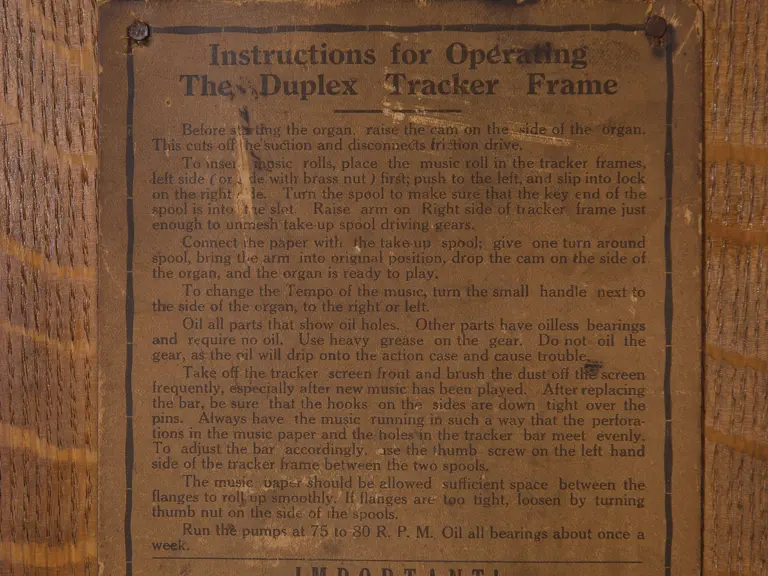 Instructions for Operating
The Duplex Tracker Frame
Before starting the organ, raise the cam on the side of the organ.
This cuts off the suction and disconnects friction drive.
To insert music rolls, place the music roll in the tracker frames,
left side (or side with brass nut) first; push to the left, and slip into lock
on the right side. Turn the spool to make sure that the key end of the
spool is into the slot. Raise arm on Right side of tracker frame just
enough to unmesh take-up spool driving gears.
Connect the paper with the take-up spool; give one turn around
spool, bring the arm into original position, drop the cam on the side of
the organ, and the organ is ready to play.
To change the Tempo of the music, turn the small handle next to
the side of the organ, to the right or left.
Oil all parts that show oil holes. Other parts have oilless bearings
and require no oil. Use heavy grease on the gear. Do not oil the
gear, as the oil will drip onto the action case and cause trouble.
Take off the tracker screen front and brush the dust off the screen
frequently, especially after new music has been played. After replacing
the bar, be sure that the hooks on the sides are down tight over the
pins. Always have the music running in such a way that the perfora-
tions in the music paper and the holes in the tracker bar meet evenly.
To adjust the bar accordingly, use the thumb screw on the left hand
side of the tracker frame between the two spools.
The music paper should be allowed sufficient space between the
flanges to roll up smoothly. If flanges are too tight, loosen by turning
thumb nut on the side of the spools.
Run the pumps at 75 to 80 R. P. M. Oil all bearings about once a
week.
IMPORTANT!